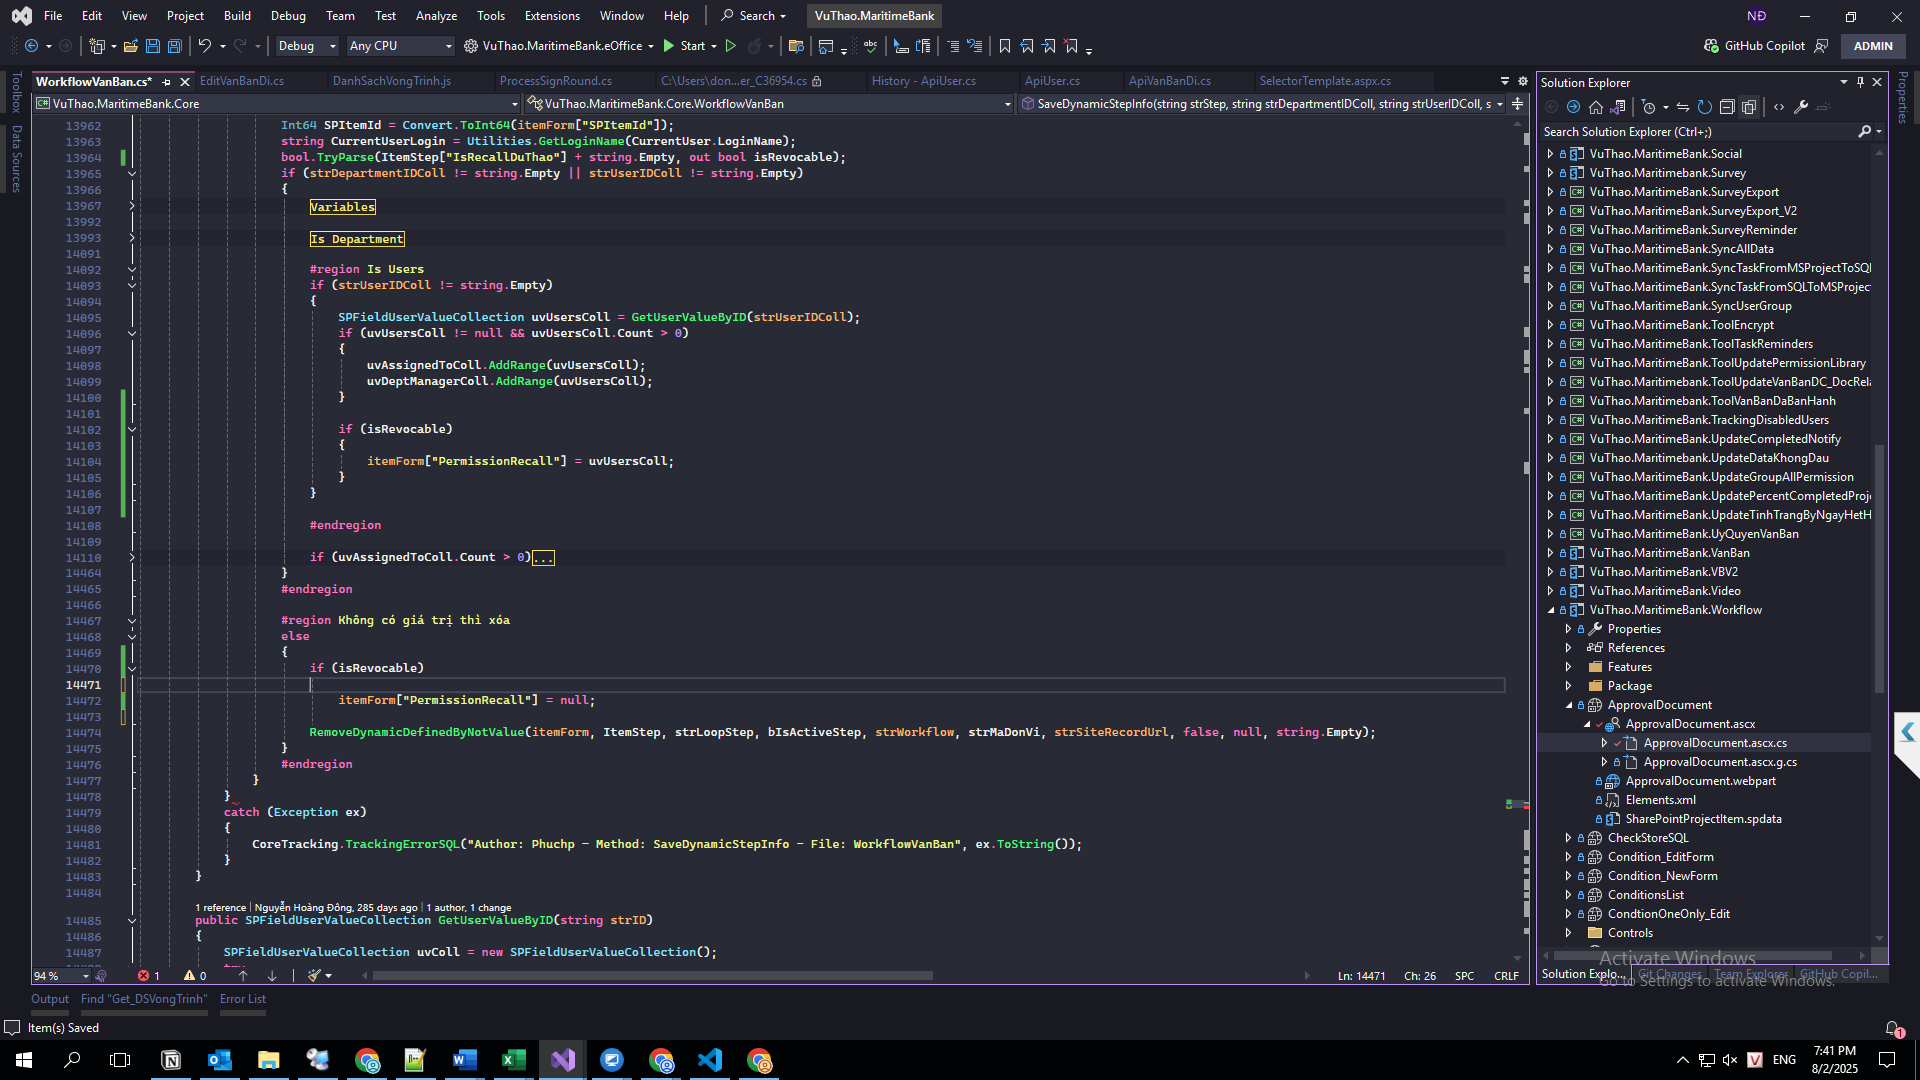 File Edit View Project Build Debug Team Test Analyze Tools Extensions Window Help Search VuThao.MaritimeBank NĐ
Debug Any CPU VuThao.MaritimeBank.eOffice Start GitHub Copilot ADMIN
WorkflowVanBan.cs* EditVanBanDi.cs DanhSachVongTrinh.js ProcessSignRound.cs C:\Users\don...er_C36954.cs History - ApiUser.cs ApiUser.cs ApiVanBanDi.cs SelectorTemplate.aspx.cs
VuThao.MaritimeBank.Core VuThao.MaritimeBank.Core.WorkflowVanBan SaveDynamicStepInfo(string strStep, string strDepartmentIDColl, string strUserIDColl, s
Toolbox
Data Sources
13962 Int64 SPItemId = Convert.ToInt64(itemForm["SPItemId"]);
13963 string CurrentUserLogin = Utilities.GetLoginName(CurrentUser.LoginName);
13964 bool.TryParse(ItemStep["IsRecallDuThao"] + string.Empty, out bool isRevocable);
13965 if (strDepartmentIDColl != string.Empty || strUserIDColl != string.Empty)
13966 {
13967 Variables
13992
13993 Is Department
14091
14092 #region Is Users
14093 if (strUserIDColl != string.Empty)
14094 {
14095 SPFieldUserValueCollection uvUsersColl = GetUserValueByID(strUserIDColl);
14096 if (uvUsersColl != null && uvUsersColl.Count > 0)
14097 {
14098 uvAssignedToColl.AddRange(uvUsersColl);
14099 uvDeptManagerColl.AddRange(uvUsersColl);
14100 }
14101
14102 if (isRevocable)
14103 {
14104 itemForm["PermissionRecall"] = uvUsersColl;
14105 }
14106 }
14107
14108 #endregion
14109
14110 if (uvAssignedToColl.Count > 0)...
14464 }
14465 #endregion
14466
14467 #region Không có giá trị thì xóa
14468 else
14469 {
14470 if (isRevocable)
14471
14472 itemForm["PermissionRecall"] = null;
14473
14474 RemoveDynamicDefinedByNotValue(itemForm, ItemStep, strLoopStep, bIsActiveStep, strWorkflow, strMaDonVi, strSiteRecordUrl, false, null, string.Empty);
14475 }
14476 #endregion
14477 }
14478 }
14479 catch (Exception ex)
14480 {
14481 CoreTracking.TrackingErrorSQL("Author: Phuchp - Method: SaveDynamicStepInfo - File: WorkflowVanBan", ex.ToString());
14482 }
14483 }
14484
1 reference | Nguyễn Hoàng Đông, 285 days ago | 1 author, 1 change
14485 public SPFieldUserValueCollection GetUserValueByID(string strID)
14486 {
14487 SPFieldUserValueCollection uvColl = new SPFieldUserValueCollection();
94 % 1 0 Ln: 14471 Ch: 26 SPC CRLF
Solution Explorer
Properties
Search Solution Explorer (Ctrl+;)
VuThao.MaritimeBank.Social
VuThao.MaritimeBank.Survey
VuThao.MaritimeBank.SurveyExport
VuThao.MaritimeBank.SurveyExport_V2
VuThao.MaritimeBank.SurveyReminder
VuThao.MaritimeBank.SyncAllData
VuThao.MaritimeBank.SyncTaskFromMSProjectToSQL
VuThao.MaritimeBank.SyncTaskFromSQLToMSProjec
VuThao.MaritimeBank.SyncUserGroup
VuThao.MaritimeBank.ToolEncrypt
VuThao.MaritimeBank.ToolTaskReminders
VuThao.MaritimeBank.ToolUpdatePermissionLibrary
VuThao.MaritimeBank.ToolUpdateVanBanDC_DocRela
VuThao.MaritimeBank.ToolVanBanDaBanHanh
VuThao.MaritimeBank.TrackingDisabledUsers
VuThao.MaritimeBank.UpdateCompletedNotify
VuThao.MaritimeBank.UpdateDataKhongDau
VuThao.MaritimeBank.UpdateGroupAllPermission
VuThao.MaritimeBank.UpdatePercentCompletedProj
VuThao.MaritimeBank.UpdateTinhTrangByNgayHetH
VuThao.MaritimeBank.UyQuyenVanBan
VuThao.MaritimeBank.VanBan
VuThao.MaritimeBank.VBV2
VuThao.MaritimeBank.Video
VuThao.MaritimeBank.Workflow
Properties
References
Features
Package
ApprovalDocument
ApprovalDocument.ascx
ApprovalDocument.ascx.cs
ApprovalDocument.ascx.g.cs
ApprovalDocument.webpart
Elements.xml
SharePointProjectItem.spdata
CheckStoreSQL
Condition_EditForm
Condition_NewForm
ConditionsList
CondtionOneOnly_Edit
Controls
Activate Windows
Go to Settings to activate Windows.
Solution Explo... Git Changes Team Explorer GitHub Copil...
Output Find "Get_DSVongTrinh" Error List
Item(s) Saved 1
ENG 7:41 PM
8/2/2025